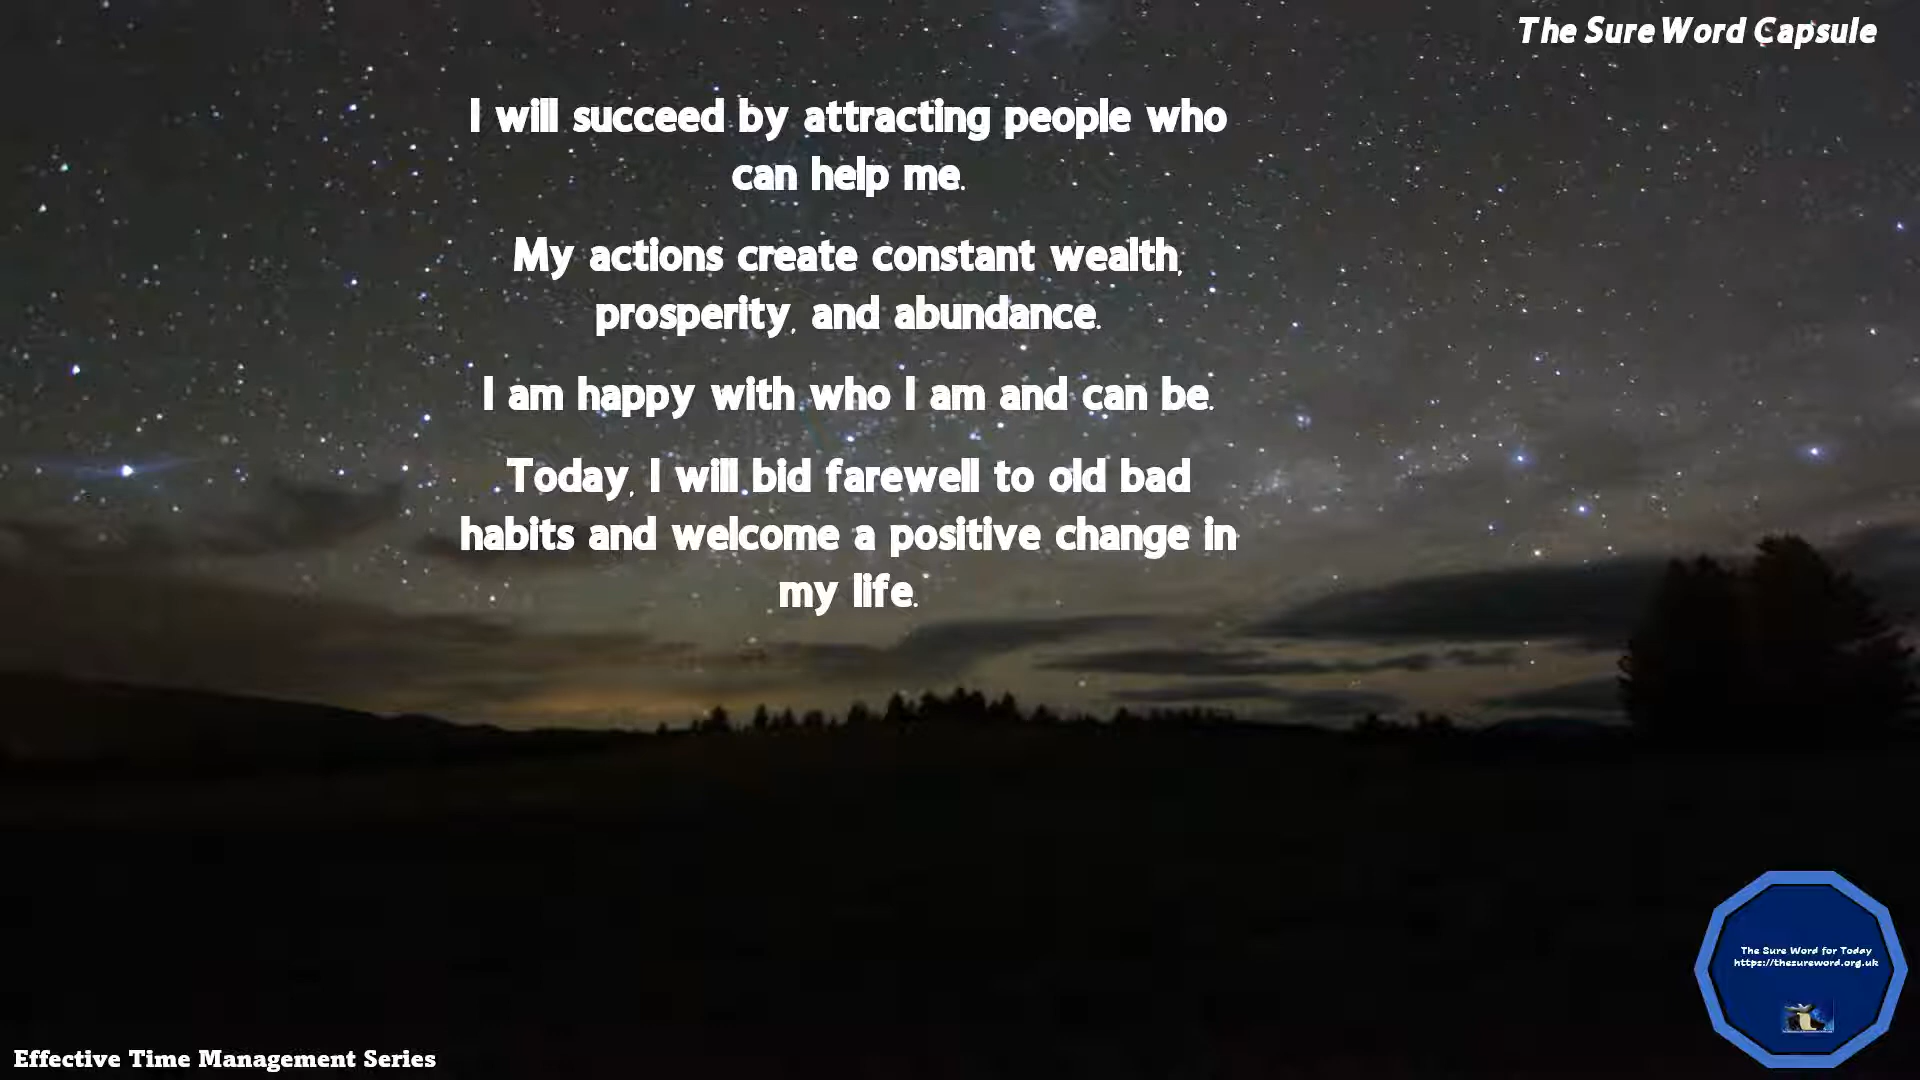 The Sure Word Capsule
I will succeed by attracting people who
can help me.
My actions create constant wealth,
prosperity, and abundance.
I am happy with who I am and can be.
Today, I will bid farewell to old bad
habits and welcome a positive change in
my life.
The Sure Word for Today
https://thesureword.org.uk
Effective Time Management Series